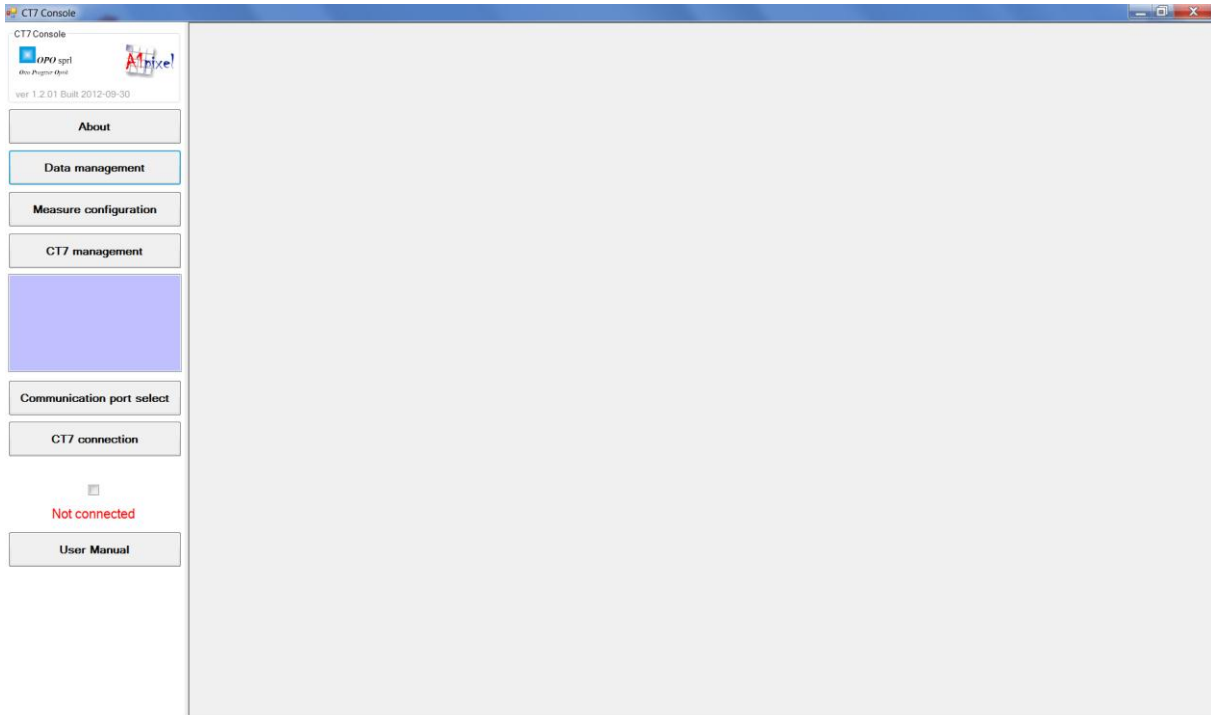 CT7 Console
CT7 Console
OPO sprl
A1pixel
ver 1.2.01 Built 2012-09-30
About
Data management
Measure configuration
CT7 management
Communication port select
CT7 connection
Not connected
User Manual